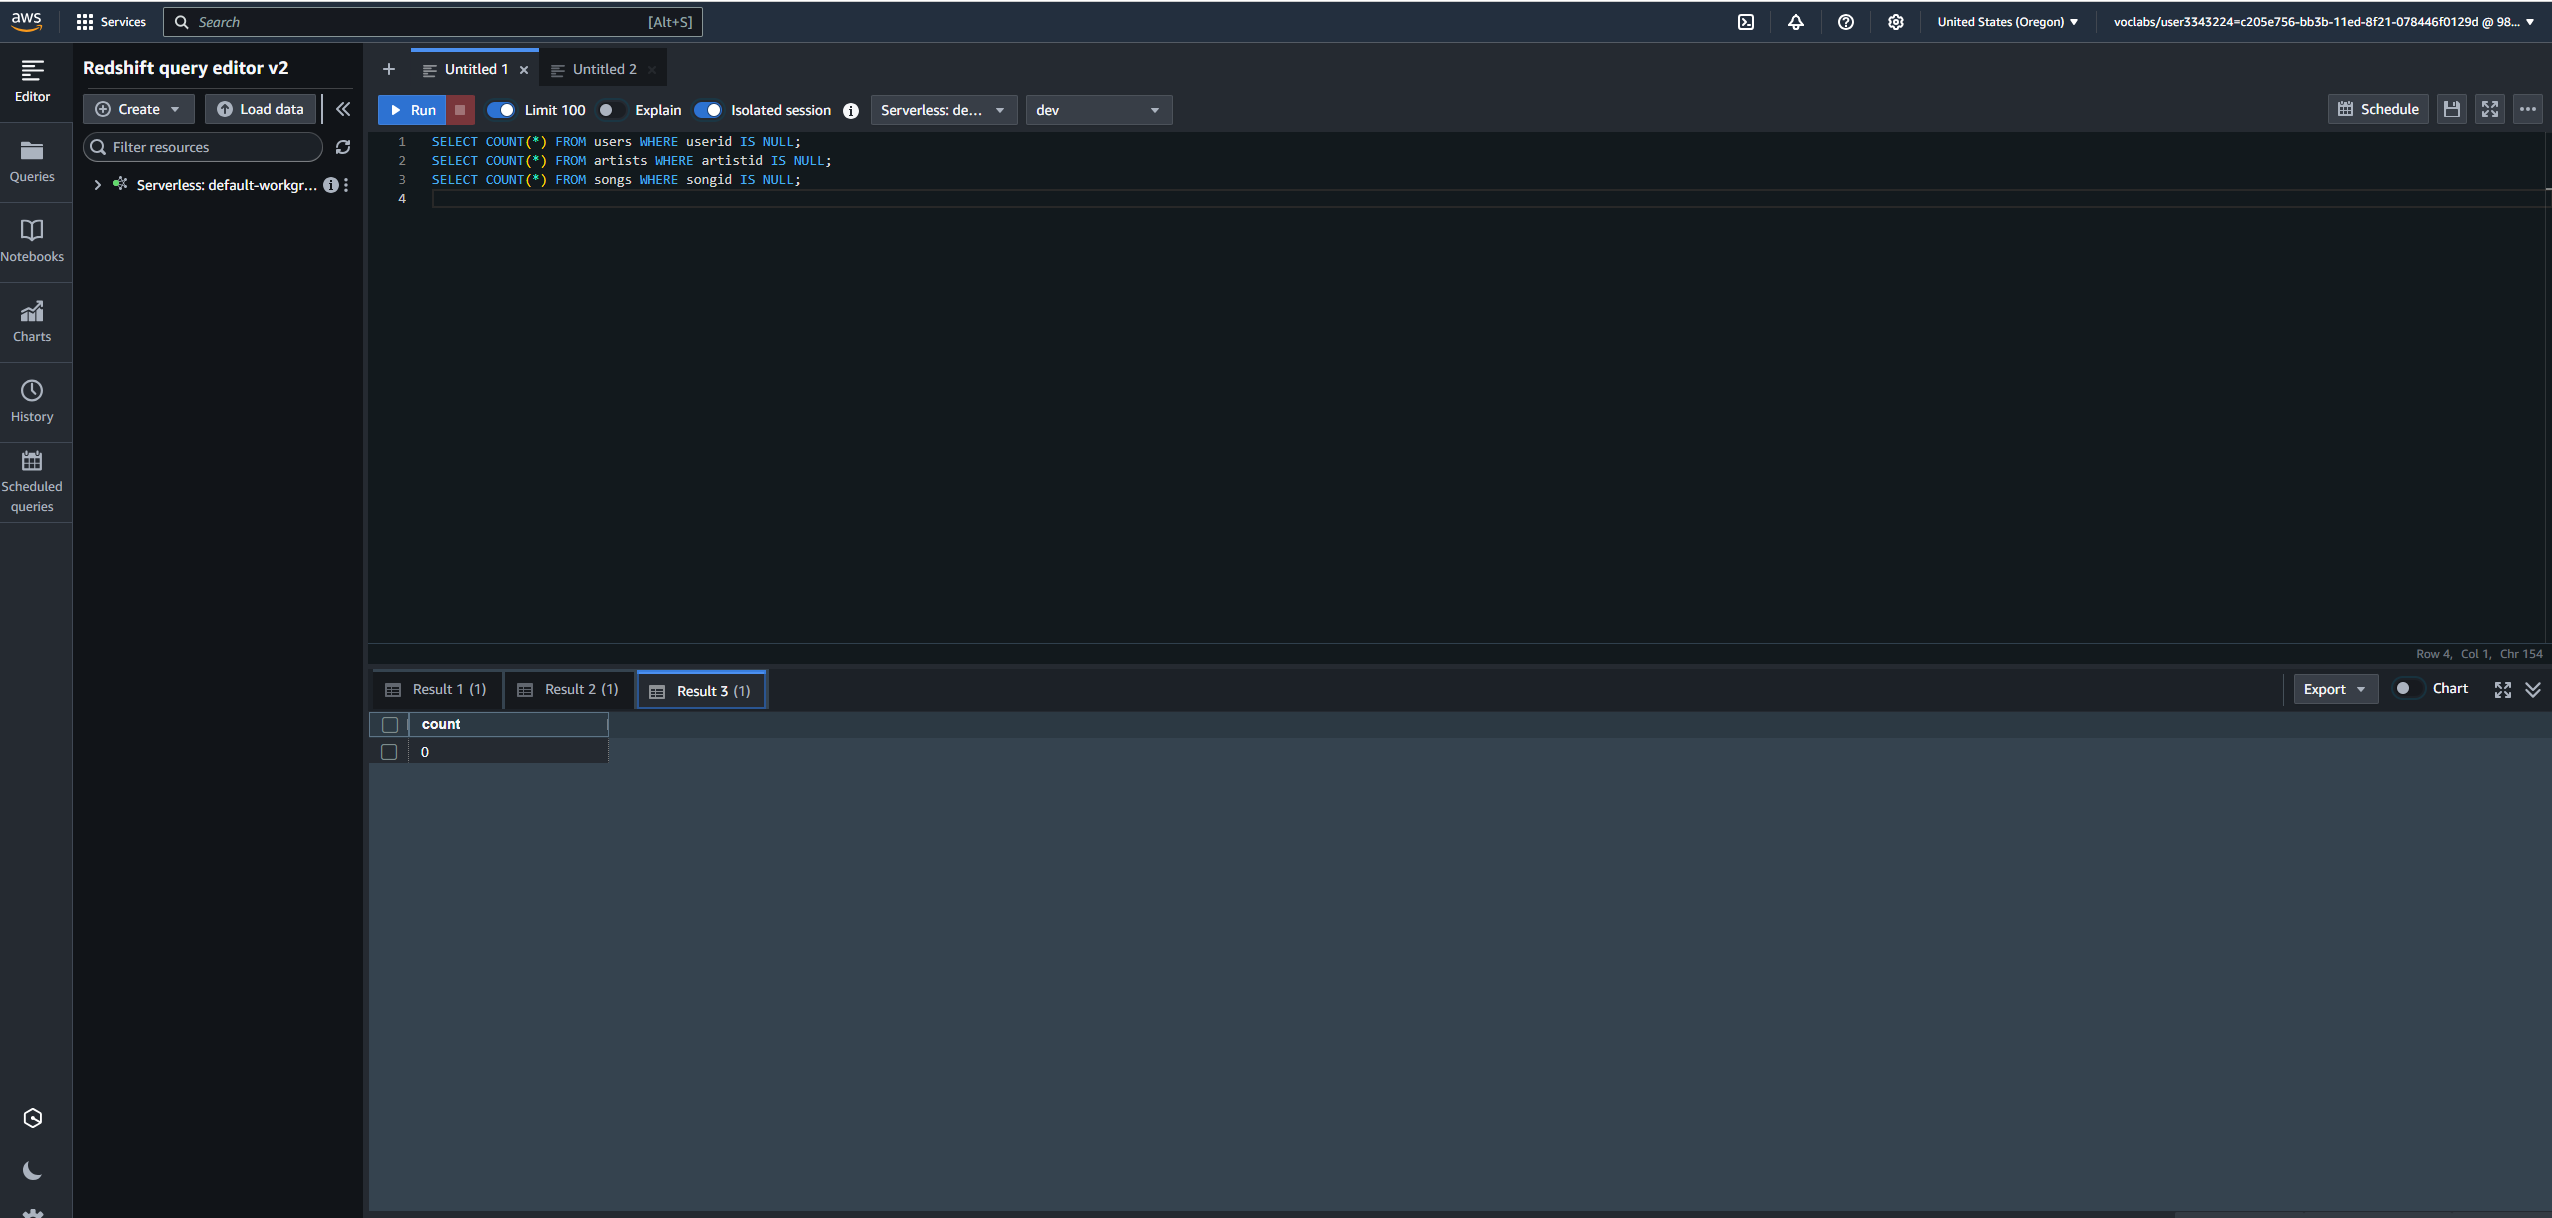 aws
Services
Search
[Alt+S]
United States (Oregon)
voclabs/user3343224=c205e756-bb3b-11ed-8f21-078446f0129d @ 98...
Editor
Queries
Notebooks
Charts
History
Scheduled
queries
Redshift query editor v2
Create
Load data
Filter resources
Serverless: default-workgr...
Untitled 1
Untitled 2
Run
Limit 100
Explain
Isolated session
Serverless: de...
dev
Schedule
1 SELECT COUNT(*) FROM users WHERE userid IS NULL;
2 SELECT COUNT(*) FROM artists WHERE artistid IS NULL;
3 SELECT COUNT(*) FROM songs WHERE songid IS NULL;
4
Row 4, Col 1, Chr 154
Result 1 (1)
Result 2 (1)
Result 3 (1)
Export
Chart
count
0